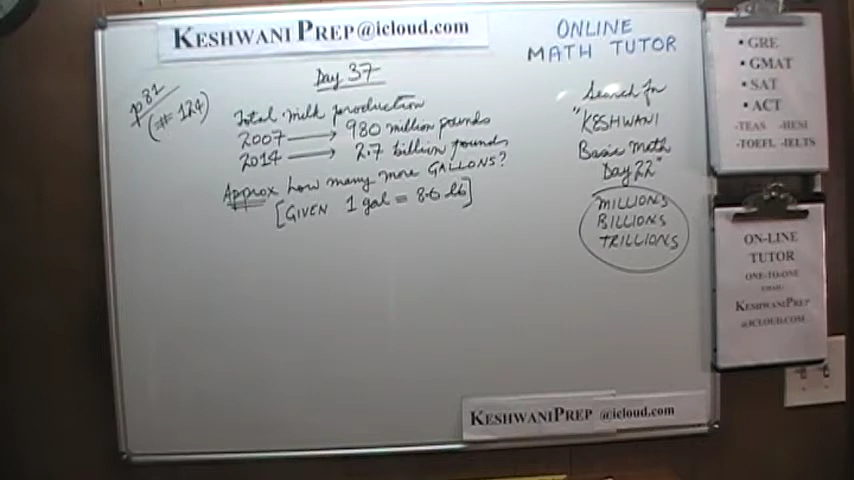 KESHWANI PREP@icloud.com
ONLINE
MATH TUTOR
Day 37
p 81
(# 124)
Total milk production
2007 → 980 million pounds
2014 → 2.7 billion pounds
Approx how many more GALLONS?
[GIVEN 1 gal = 8.6 lb]
Search for
"KESHWANI
Basic Math
Day 22"
MILLIONS
BILLIONS
TRILLIONS
• GRE
• GMAT
• SAT
• ACT
-TEAS -HESI
-TOEFL -IELTS
ON-LINE
TUTOR
ONE-TO-ONE
KESHWANIPREP
@ICLOUD.COM
KESHWANIPREP @icloud.com